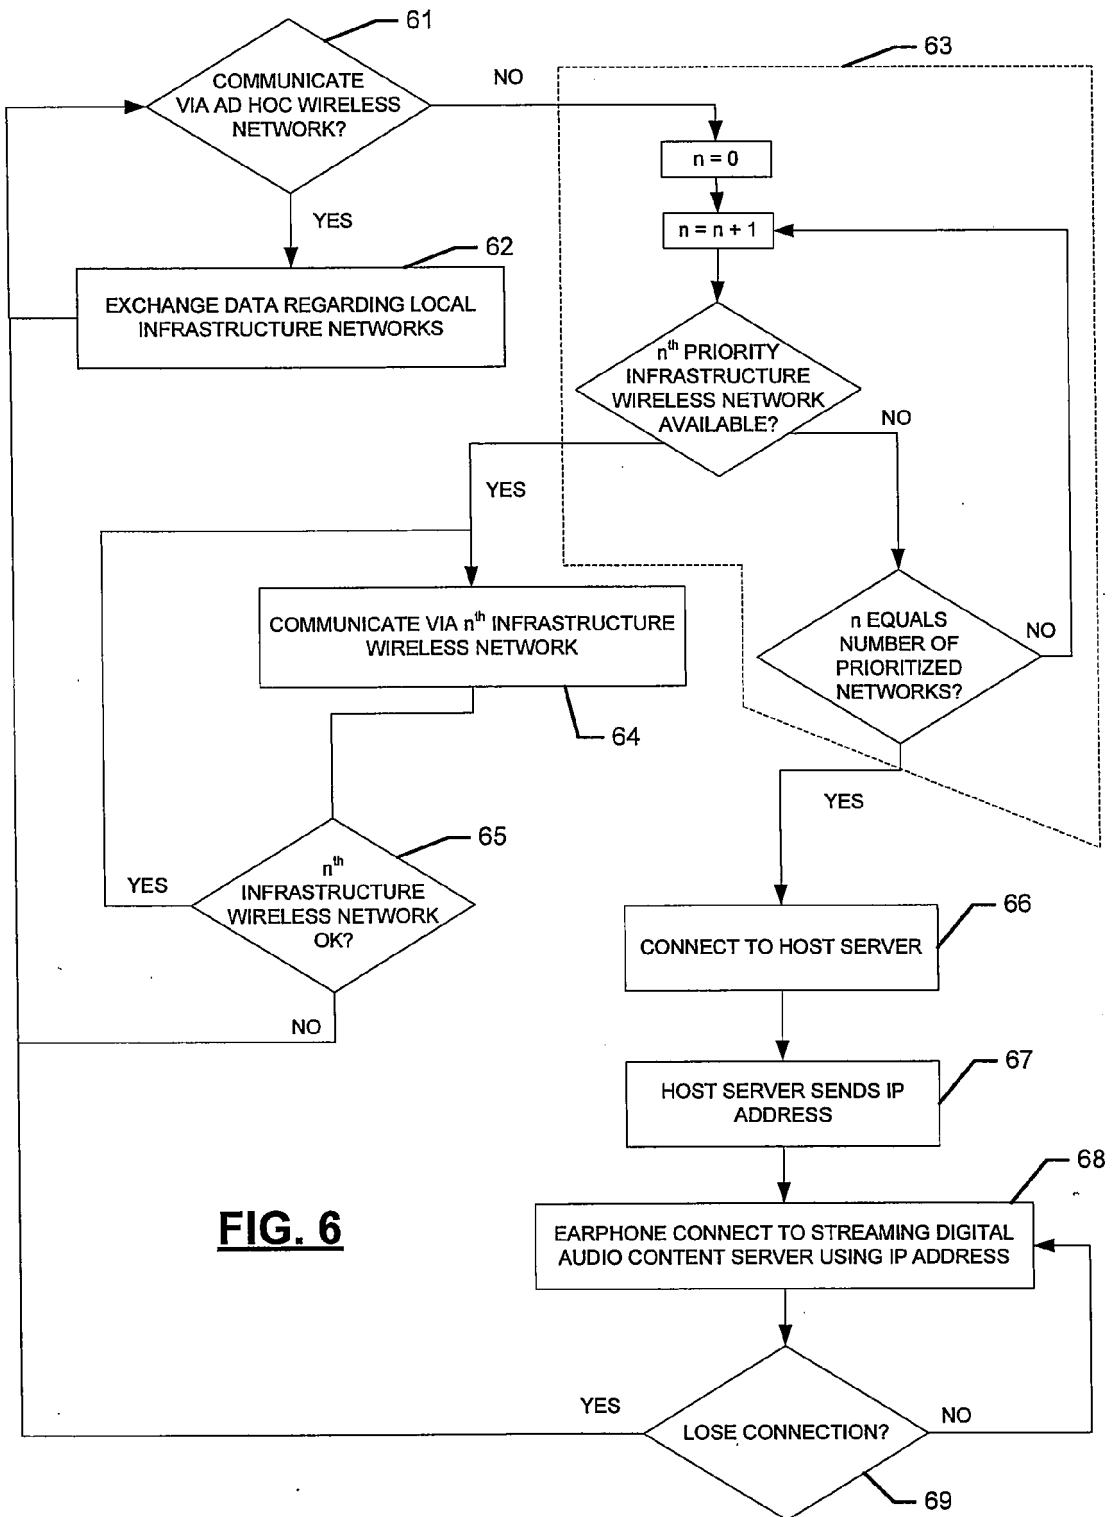 61
COMMUNICATE
VIA AD HOC WIRELESS
NETWORK?
NO
63
n = 0
YES
n = n + 1
62
EXCHANGE DATA REGARDING LOCAL
INFRASTRUCTURE NETWORKS
nth PRIORITY
INFRASTRUCTURE
WIRELESS NETWORK
AVAILABLE?
NO
YES
COMMUNICATE VIA nth INFRASTRUCTURE
WIRELESS NETWORK
64
n EQUALS
NUMBER OF
PRIORITIZED
NETWORKS?
NO
YES
65
nth
INFRASTRUCTURE
WIRELESS NETWORK
OK?
YES
NO
66
CONNECT TO HOST SERVER
67
HOST SERVER SENDS IP
ADDRESS
68
EARPHONE CONNECT TO STREAMING DIGITAL
AUDIO CONTENT SERVER USING IP ADDRESS
FIG. 6
YES
LOSE CONNECTION?
NO
69